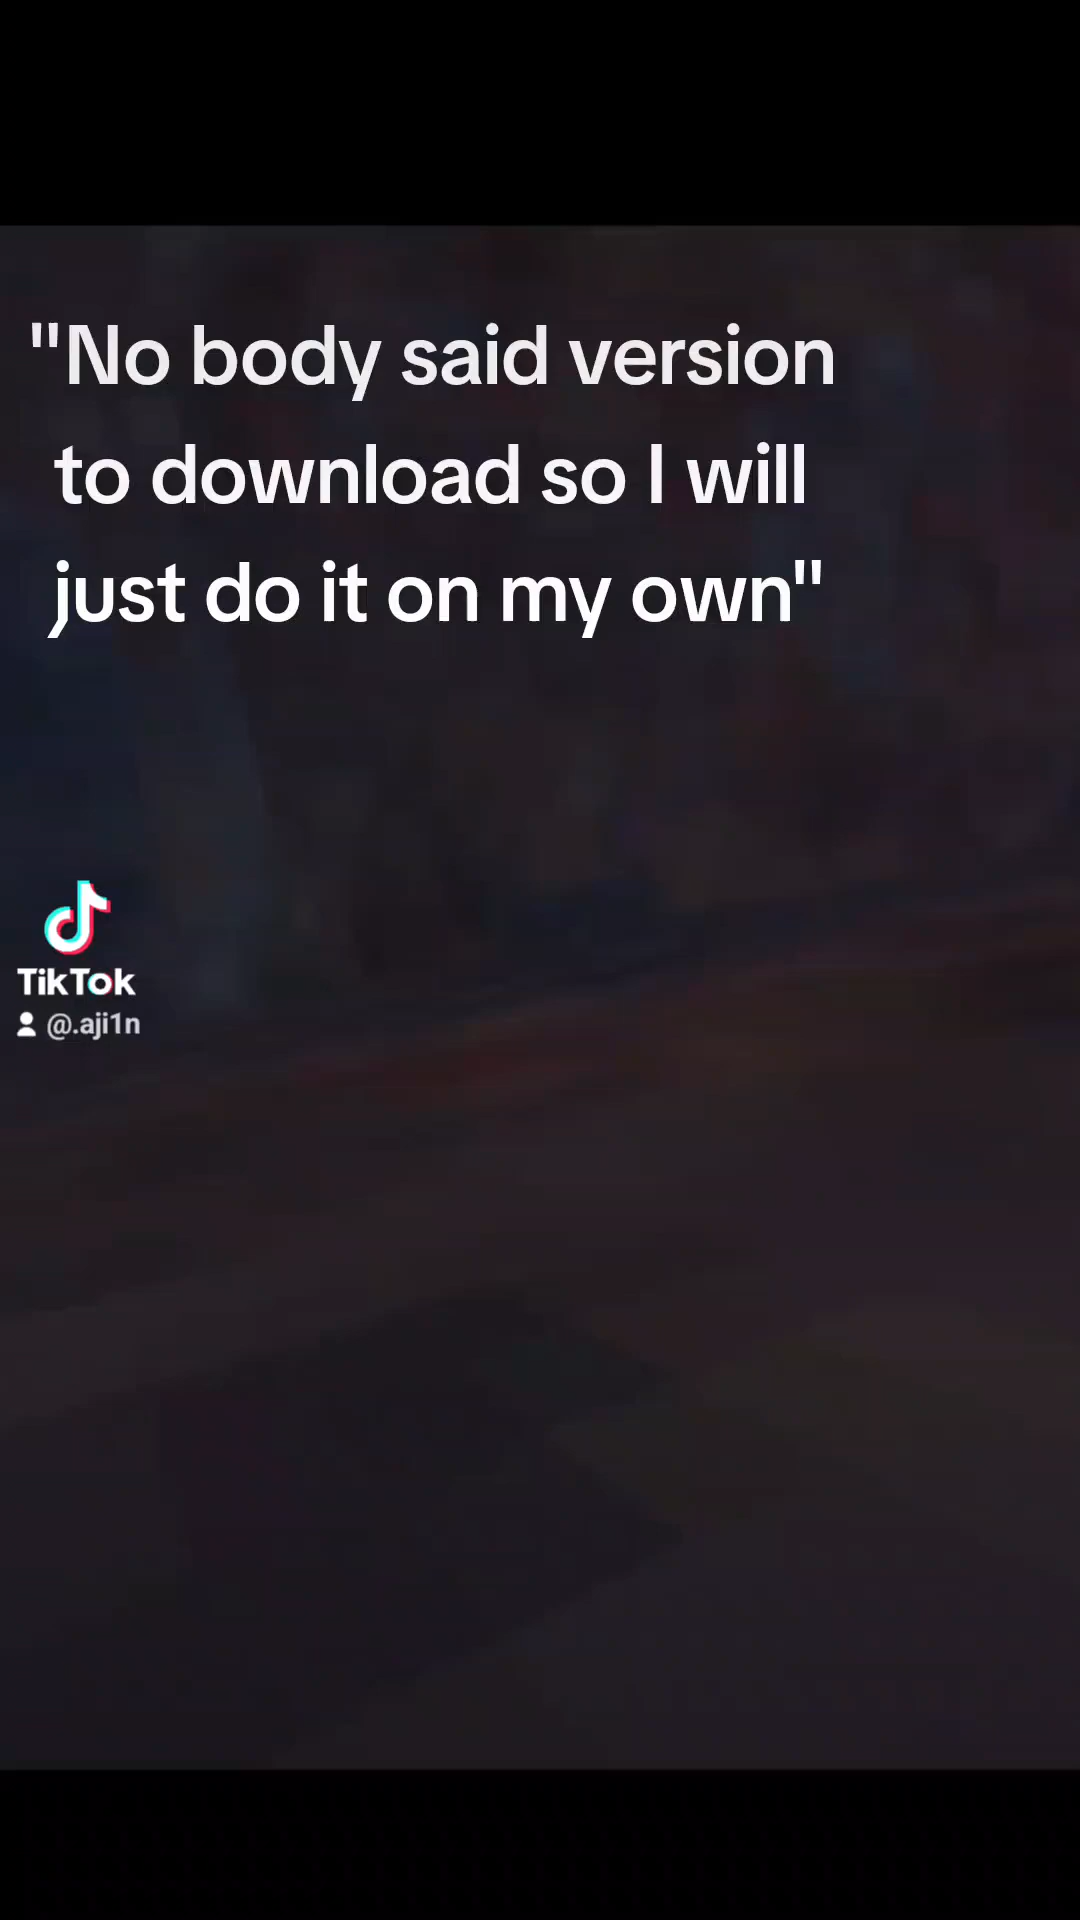 "No body said version
to download so I will
just do it on my own"
TikTok
@.aji1n